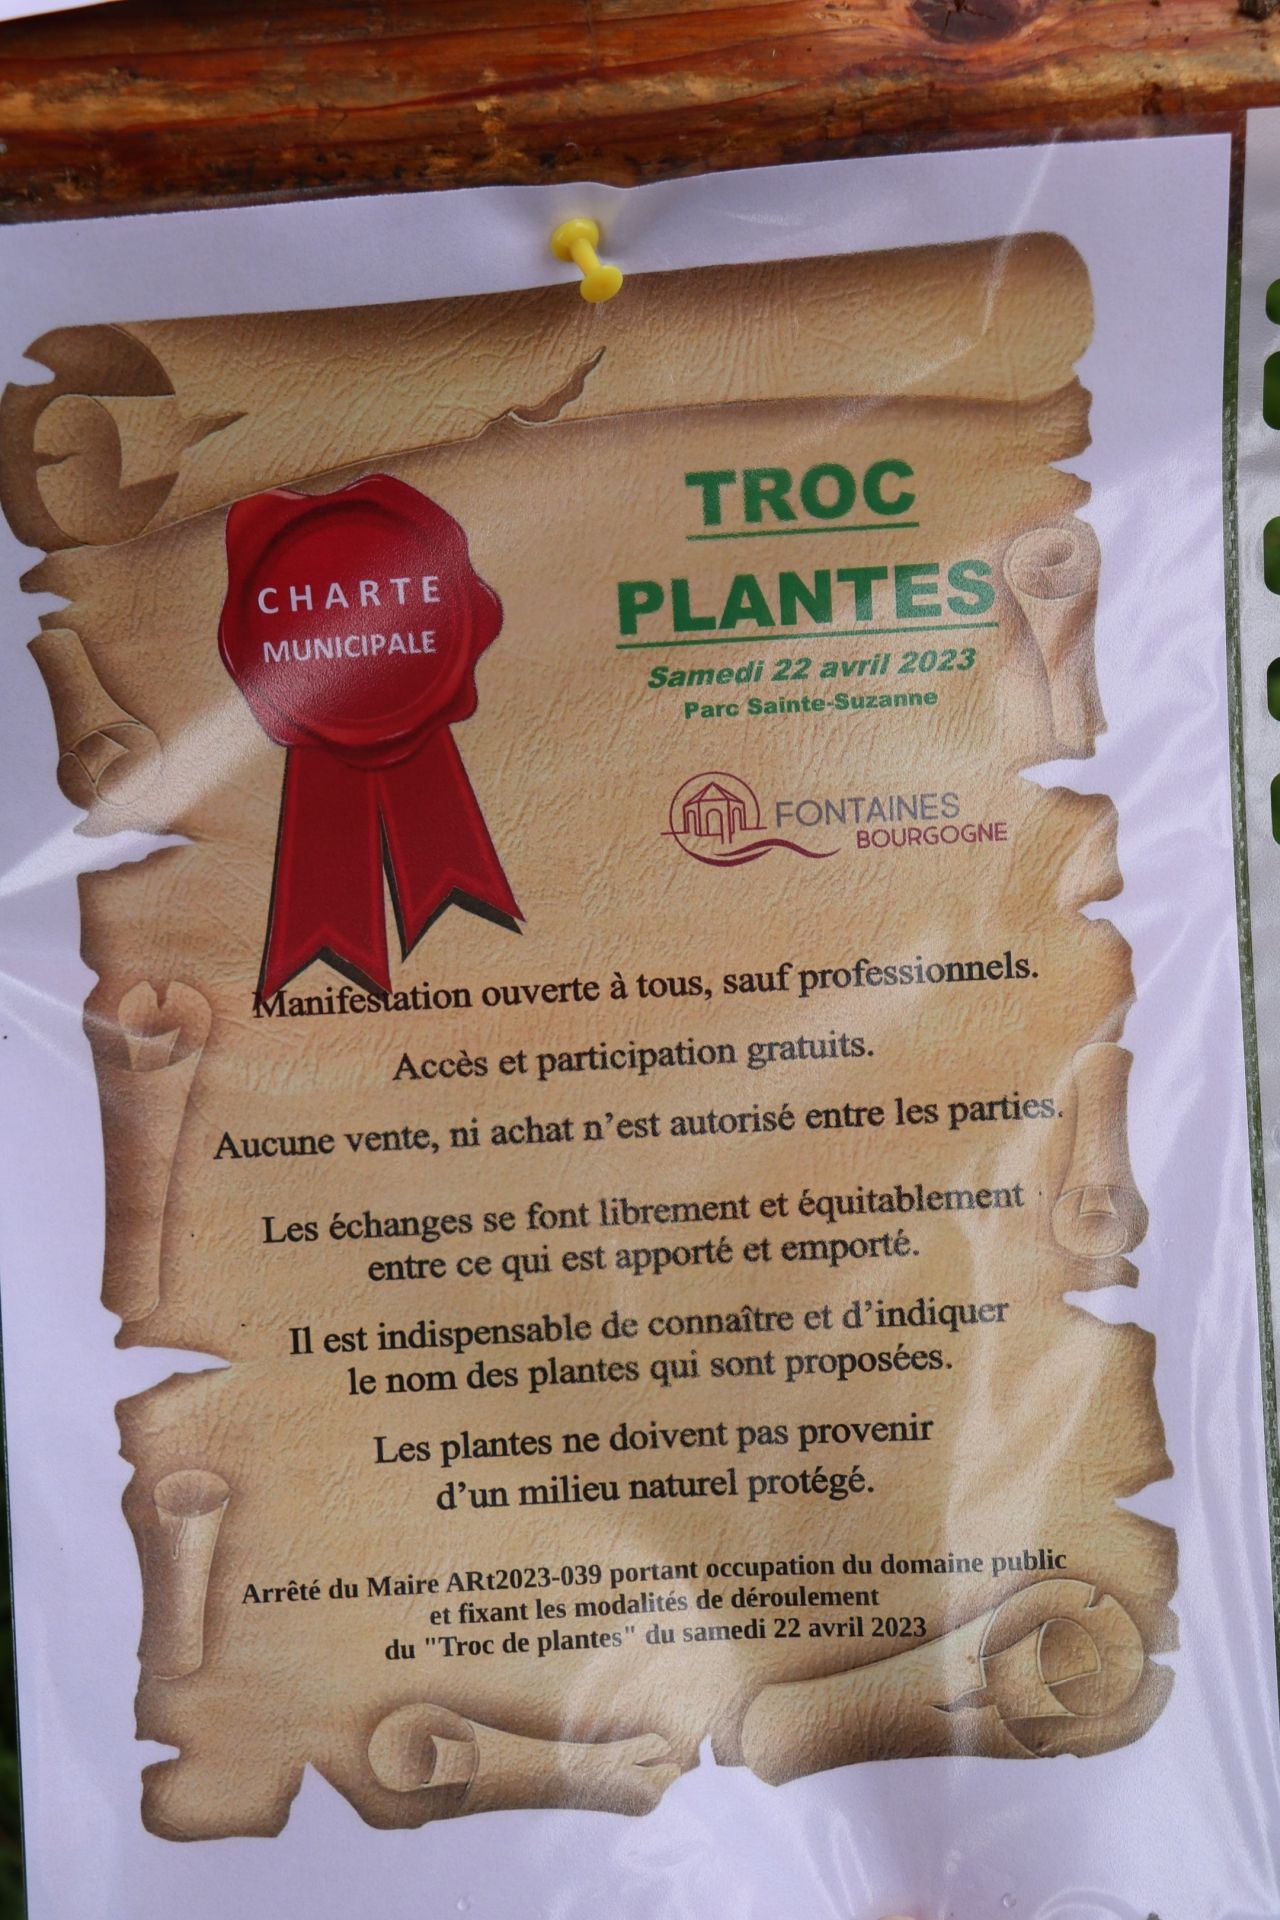 CHARTE
MUNICIPALE
TROC
PLANTES
Samedi 22 avril 2023
Parc Sainte-Suzanne
FONTAINES
BOURGOGNE
Manifestation ouverte à tous, sauf professionnels.
Accès et participation gratuits.
Aucune vente, ni achat n'est autorisé entre les parties.
Les échanges se font librement et équitablement
entre ce qui est apporté et emporté.
Il est indispensable de connaître et d'indiquer
le nom des plantes qui sont proposées.
Les plantes ne doivent pas provenir
d'un milieu naturel protégé.
Arrêté du Maire ARt2023-039 portant occupation du domaine public
et fixant les modalités de déroulement
du "Troc de plantes" du samedi 22 avril 2023